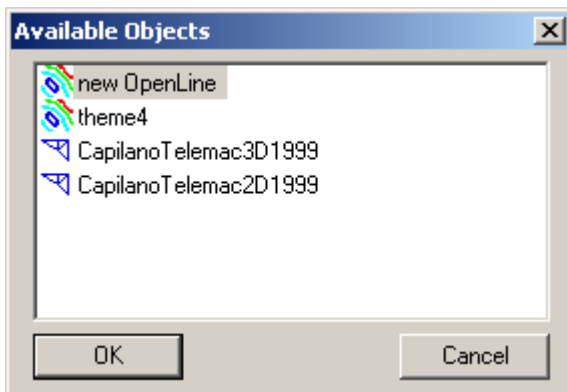 Available Objects
new OpenLine
theme4
CapilanoTelemac3D1999
CapilanoTelemac2D1999
OK
Cancel